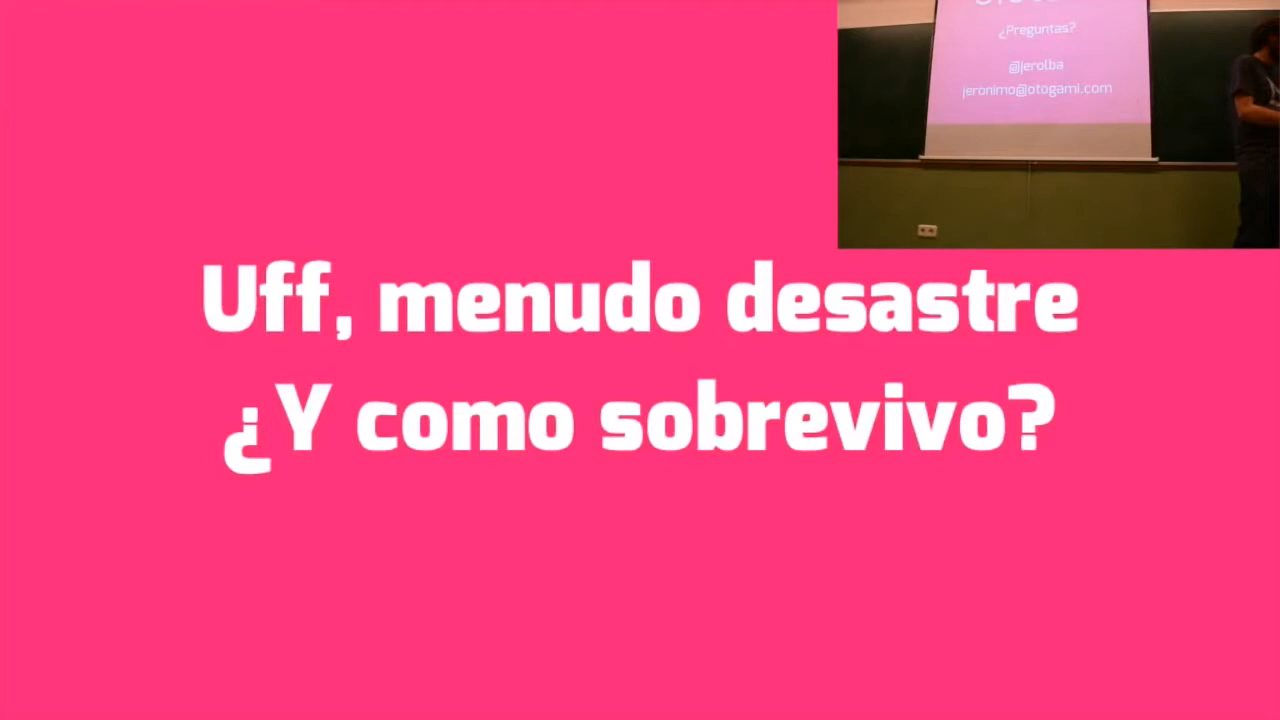 ¿Preguntas?
@jerolba
jeronimo@otogami.com
Uff, menudo desastre
¿Y como sobrevivo?